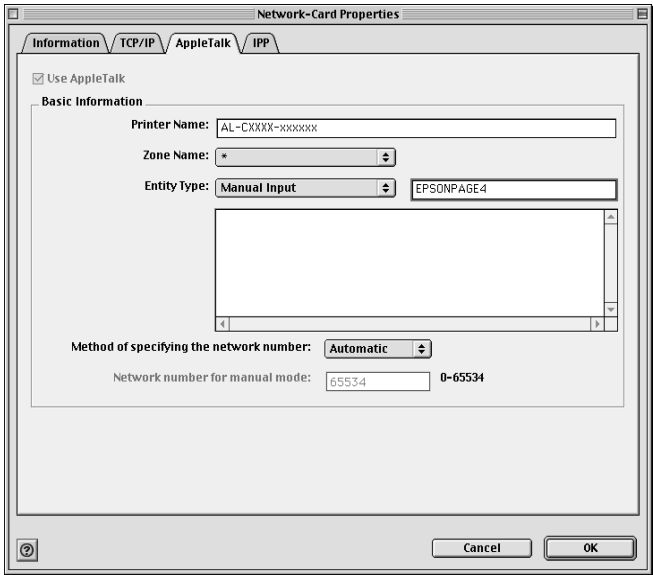 Network-Card Properties
Information TCP/IP AppleTalk IPP
Use AppleTalk
Basic Information
Printer Name: AL-CXXXX-xxxxxx
Zone Name: *
Entity Type: Manual Input EPSONPAGE4
Method of specifying the network number: Automatic
Network number for manual mode: 65534 0-65534
? Cancel OK